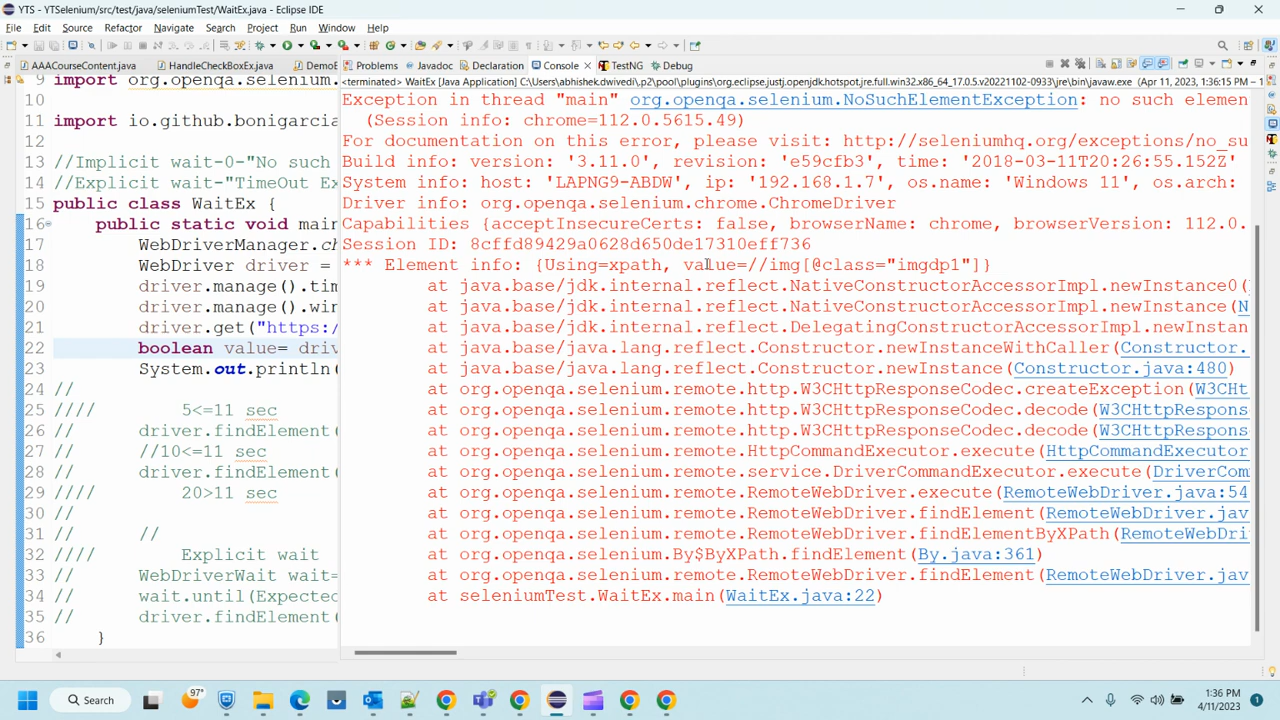 YTS - YTSelenium/src/test/java/seleniumTest/WaitEx.java - Eclipse IDE
File Edit Source Refactor Navigate Search Project Run Window Help
AAACourseContent.java HandleCheckBoxEx.java DemoE Problems Javadoc Declaration Console TestNG Debug
<terminated> WaitEx [Java Application] C:\Users\abhishek.dwivedi\.p2\pool\plugins\org.eclipse.justj.openjdk.hotspot.jre.full.win32.x86_64_17.0.5.v20221102-0933\jre\bin\javaw.exe (Apr 11, 2023, 1:36:15 PM – 1
9 import org.openqa.selenium.
10
11 import io.github.bonigarcia
12
13 //Implicit wait-0-"No such
14 //Explicit wait-"TimeOut Ex
15 public class WaitEx {
16 public static void main
17 WebDriverManager.ch
18 WebDriver driver =
19 driver.manage().tim
20 driver.manage().win
21 driver.get("https:/
22 boolean value= driv
23 System.out.println(
24 //
25 //// 5<=11 sec
26 // driver.findElement(
27 // //10<=11 sec
28 // driver.findElement(
29 //// 20>11 sec
30 //
31 // //
32 //// Explicit wait
33 // WebDriverWait wait=
34 // wait.until(Expected
35 // driver.findElement(
36 }
Exception in thread "main" org.openqa.selenium.NoSuchElementException: no such elemen
(Session info: chrome=112.0.5615.49)
For documentation on this error, please visit: http://seleniumhq.org/exceptions/no_su
Build info: version: '3.11.0', revision: 'e59cfb3', time: '2018-03-11T20:26:55.152Z'
System info: host: 'LAPNG9-ABDW', ip: '192.168.1.7', os.name: 'Windows 11', os.arch:
Driver info: org.openqa.selenium.chrome.ChromeDriver
Capabilities {acceptInsecureCerts: false, browserName: chrome, browserVersion: 112.0.
Session ID: 8cffd89429a0628d650de17310eff736
*** Element info: {Using=xpath, value=//img[@class="imgdp1"]}
at java.base/jdk.internal.reflect.NativeConstructorAccessorImpl.newInstance0(
at java.base/jdk.internal.reflect.NativeConstructorAccessorImpl.newInstance(N
at java.base/jdk.internal.reflect.DelegatingConstructorAccessorImpl.newInstan
at java.base/java.lang.reflect.Constructor.newInstanceWithCaller(Constructor.
at java.base/java.lang.reflect.Constructor.newInstance(Constructor.java:480)
at org.openqa.selenium.remote.http.W3CHttpResponseCodec.createException(W3CHt
at org.openqa.selenium.remote.http.W3CHttpResponseCodec.decode(W3CHttpRespons
at org.openqa.selenium.remote.http.W3CHttpResponseCodec.decode(W3CHttpRespons
at org.openqa.selenium.remote.HttpCommandExecutor.execute(HttpCommandExecutor
at org.openqa.selenium.remote.service.DriverCommandExecutor.execute(DriverCom
at org.openqa.selenium.remote.RemoteWebDriver.execute(RemoteWebDriver.java:54
at org.openqa.selenium.remote.RemoteWebDriver.findElement(RemoteWebDriver.jav
at org.openqa.selenium.remote.RemoteWebDriver.findElementByXPath(RemoteWebDri
at org.openqa.selenium.By$ByXPath.findElement(By.java:361)
at org.openqa.selenium.remote.RemoteWebDriver.findElement(RemoteWebDriver.jav
at seleniumTest.WaitEx.main(WaitEx.java:22)
Search 97° 1:36 PM
4/11/2023